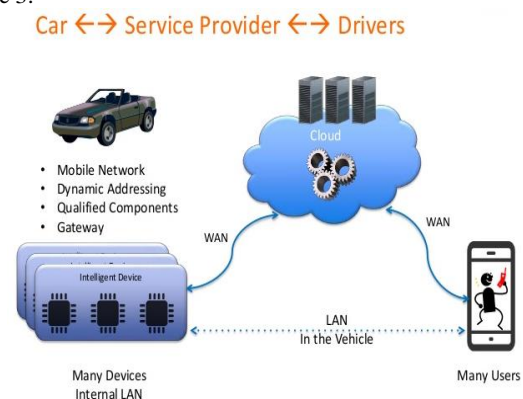 Car ←→ Service Provider ←→ Drivers
Cloud
• Mobile Network
• Dynamic Addressing
• Qualified Components
• Gateway
WAN
WAN
Intelligent Device
LAN
In the Vehicle
Many Devices
Internal LAN
Many Users